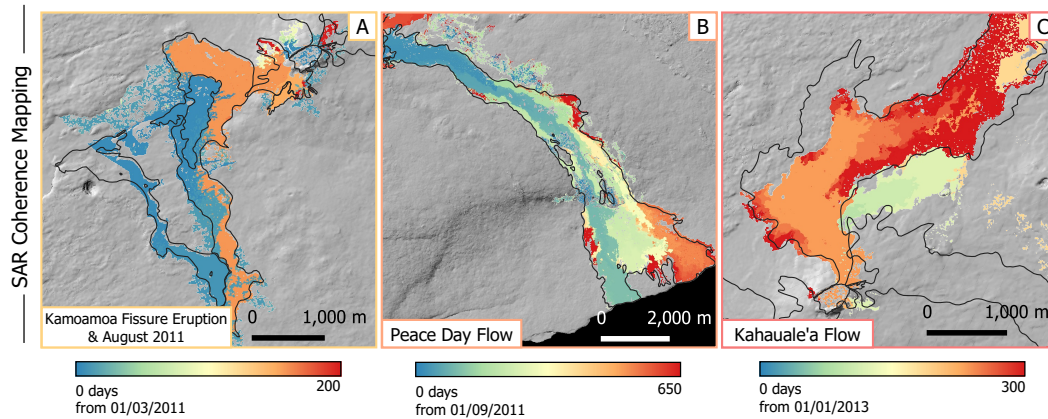 SAR Coherence Mapping
A
Kamoamoa Fissure Eruption
& August 2011
0
1,000 m
0 days
200
from 01/03/2011
B
Peace Day Flow
0
2,000 m
0 days
650
from 01/09/2011
C
Kahauale'a Flow
0
1,000 m
0 days
300
from 01/01/2013